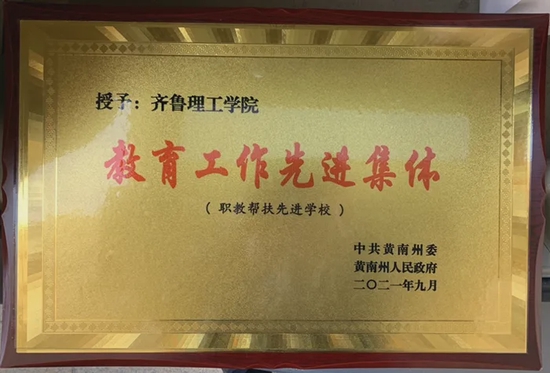 授予：齐鲁理工学院
教育工作先进集体
（职教帮扶先进学校）
中共黄南州委
黄南州人民政府
二〇二一年九月